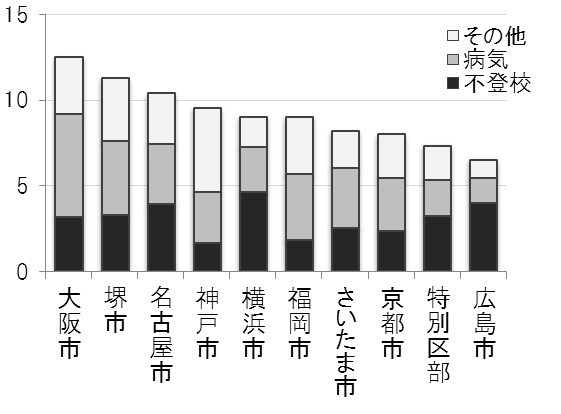 15
10
5
0
その他
病気
不登校
大阪市
堺市
名古屋市
神戸市
横浜市
福岡市
さいたま市
京都市
特別区部
広島市